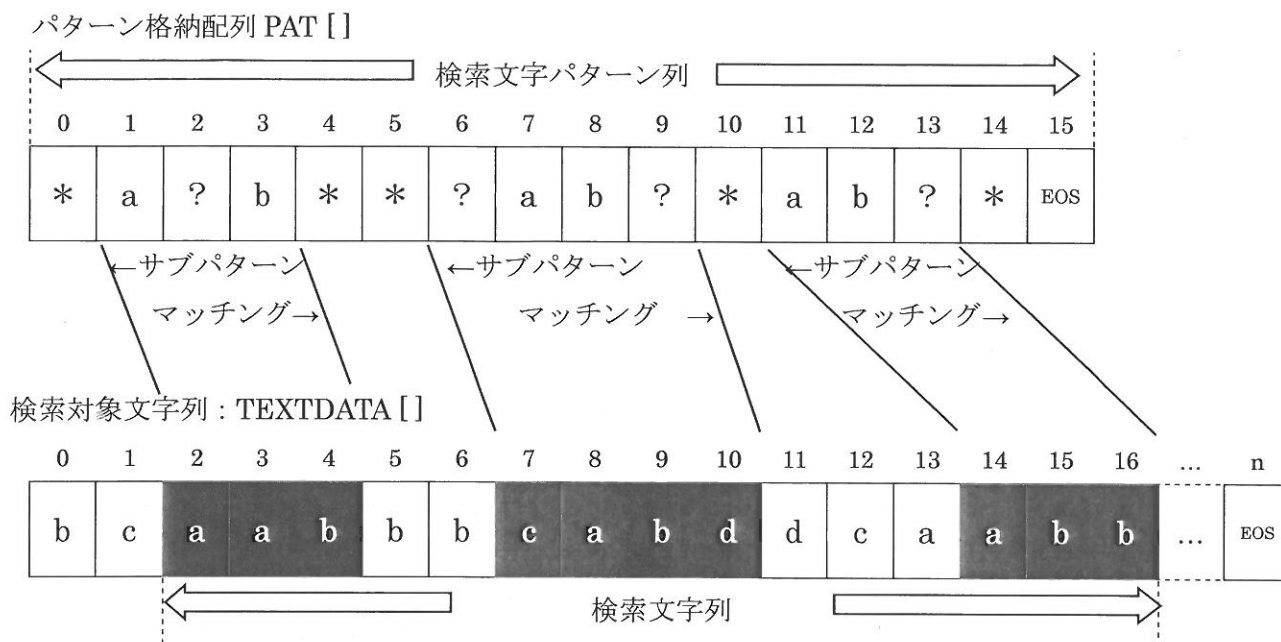 パターン格納配列 PAT [ ]
検索文字パターン列
0 1 2 3 4 5 6 7 8 9 10 11 12 13 14 15
* a ? b * * ? a b ? * a b ? * EOS
←サブパターン ←サブパターン ←サブパターン
マッチング→ マッチング → マッチング→
検索対象文字列:TEXTDATA [ ]
0 1 2 3 4 5 6 7 8 9 10 11 12 13 14 15 16 … n
b c a a b b b c a b d d c a a b b … EOS
検索文字列